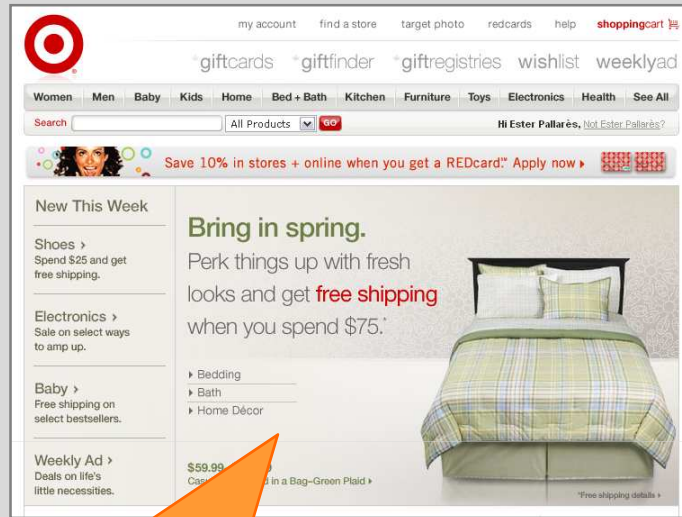 my account find a store target photo redcards help shoppingcart
*giftcards *giftfinder *giftregistries wishlist weeklyad
Women Men Baby Kids Home Bed + Bath Kitchen Furniture Toys Electronics Health See All
Search All Products GO Hi Ester Pallarès, Not Ester Pallarès?
Save 10% in stores + online when you get a REDcard.℠ Apply now
New This Week
Shoes ›
Spend $25 and get
free shipping.
Electronics ›
Sale on select ways
to amp up.
Baby ›
Free shipping on
select bestsellers.
Weekly Ad ›
Deals on life's
little necessities.
Bring in spring.
Perk things up with fresh
looks and get free shipping
when you spend $75.*
Bedding
Bath
Home Décor
$59.99
in a Bag–Green Plaid
*Free shipping details